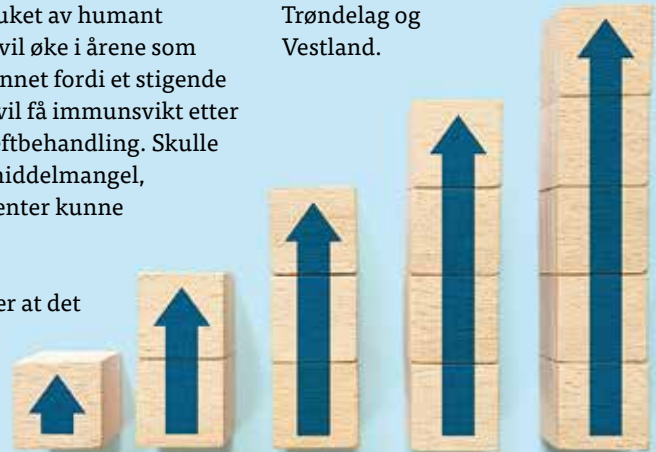 uket av humant
vil øke i årene som
nnet fordi et stigende
vil få immunsvikt etter
eftbehandling. Skulle
middelmangel,
enter kunne
er at det
Trøndelag og
Vestland.